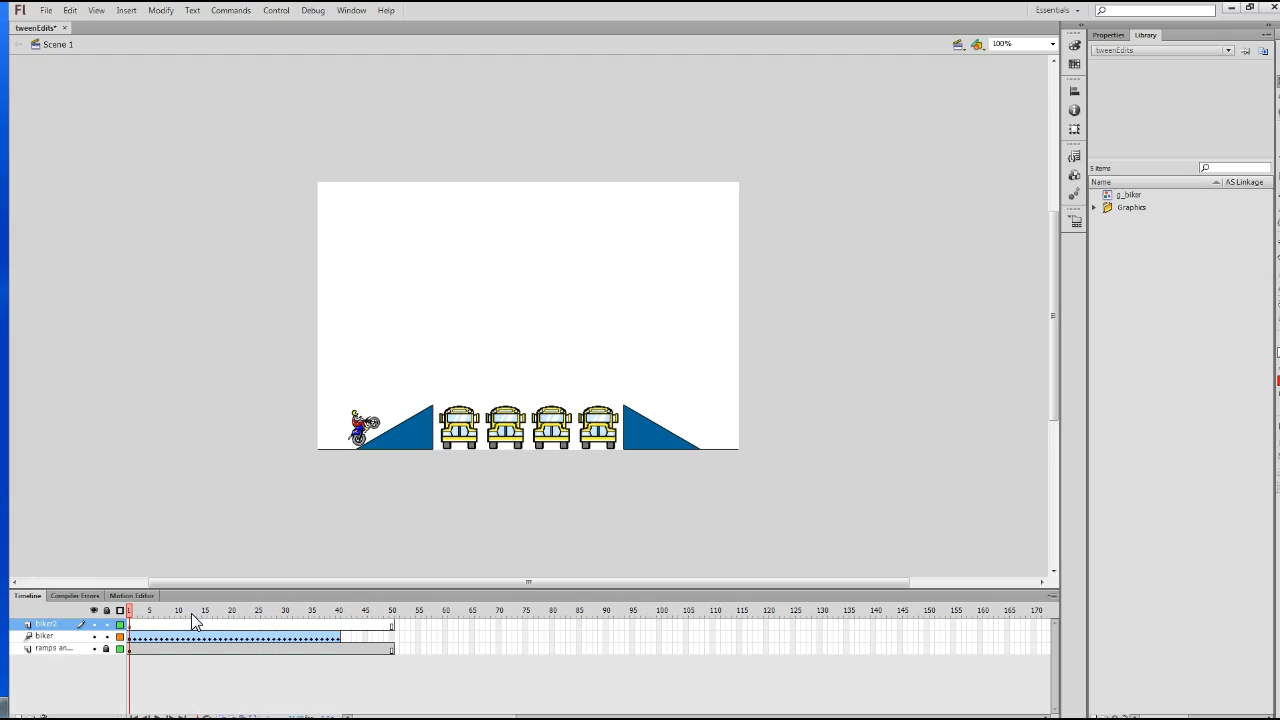 Fl File Edit View Insert Modify Text Commands Control Debug Window Help Essentials
tweenEdits* ×
Scene 1 100%
Properties Library
tweenEdits
5 items
Name AS Linkage
g_biker
Graphics
Timeline Compiler Errors Motion Editor
1 5 10 15 20 25 30 35 40 45 50 55 60 65 70 75 80 85 90 95 100 105 110 115 120 125 130 135 140 145 150 155 160 165 170
biker2
biker
ramps an...